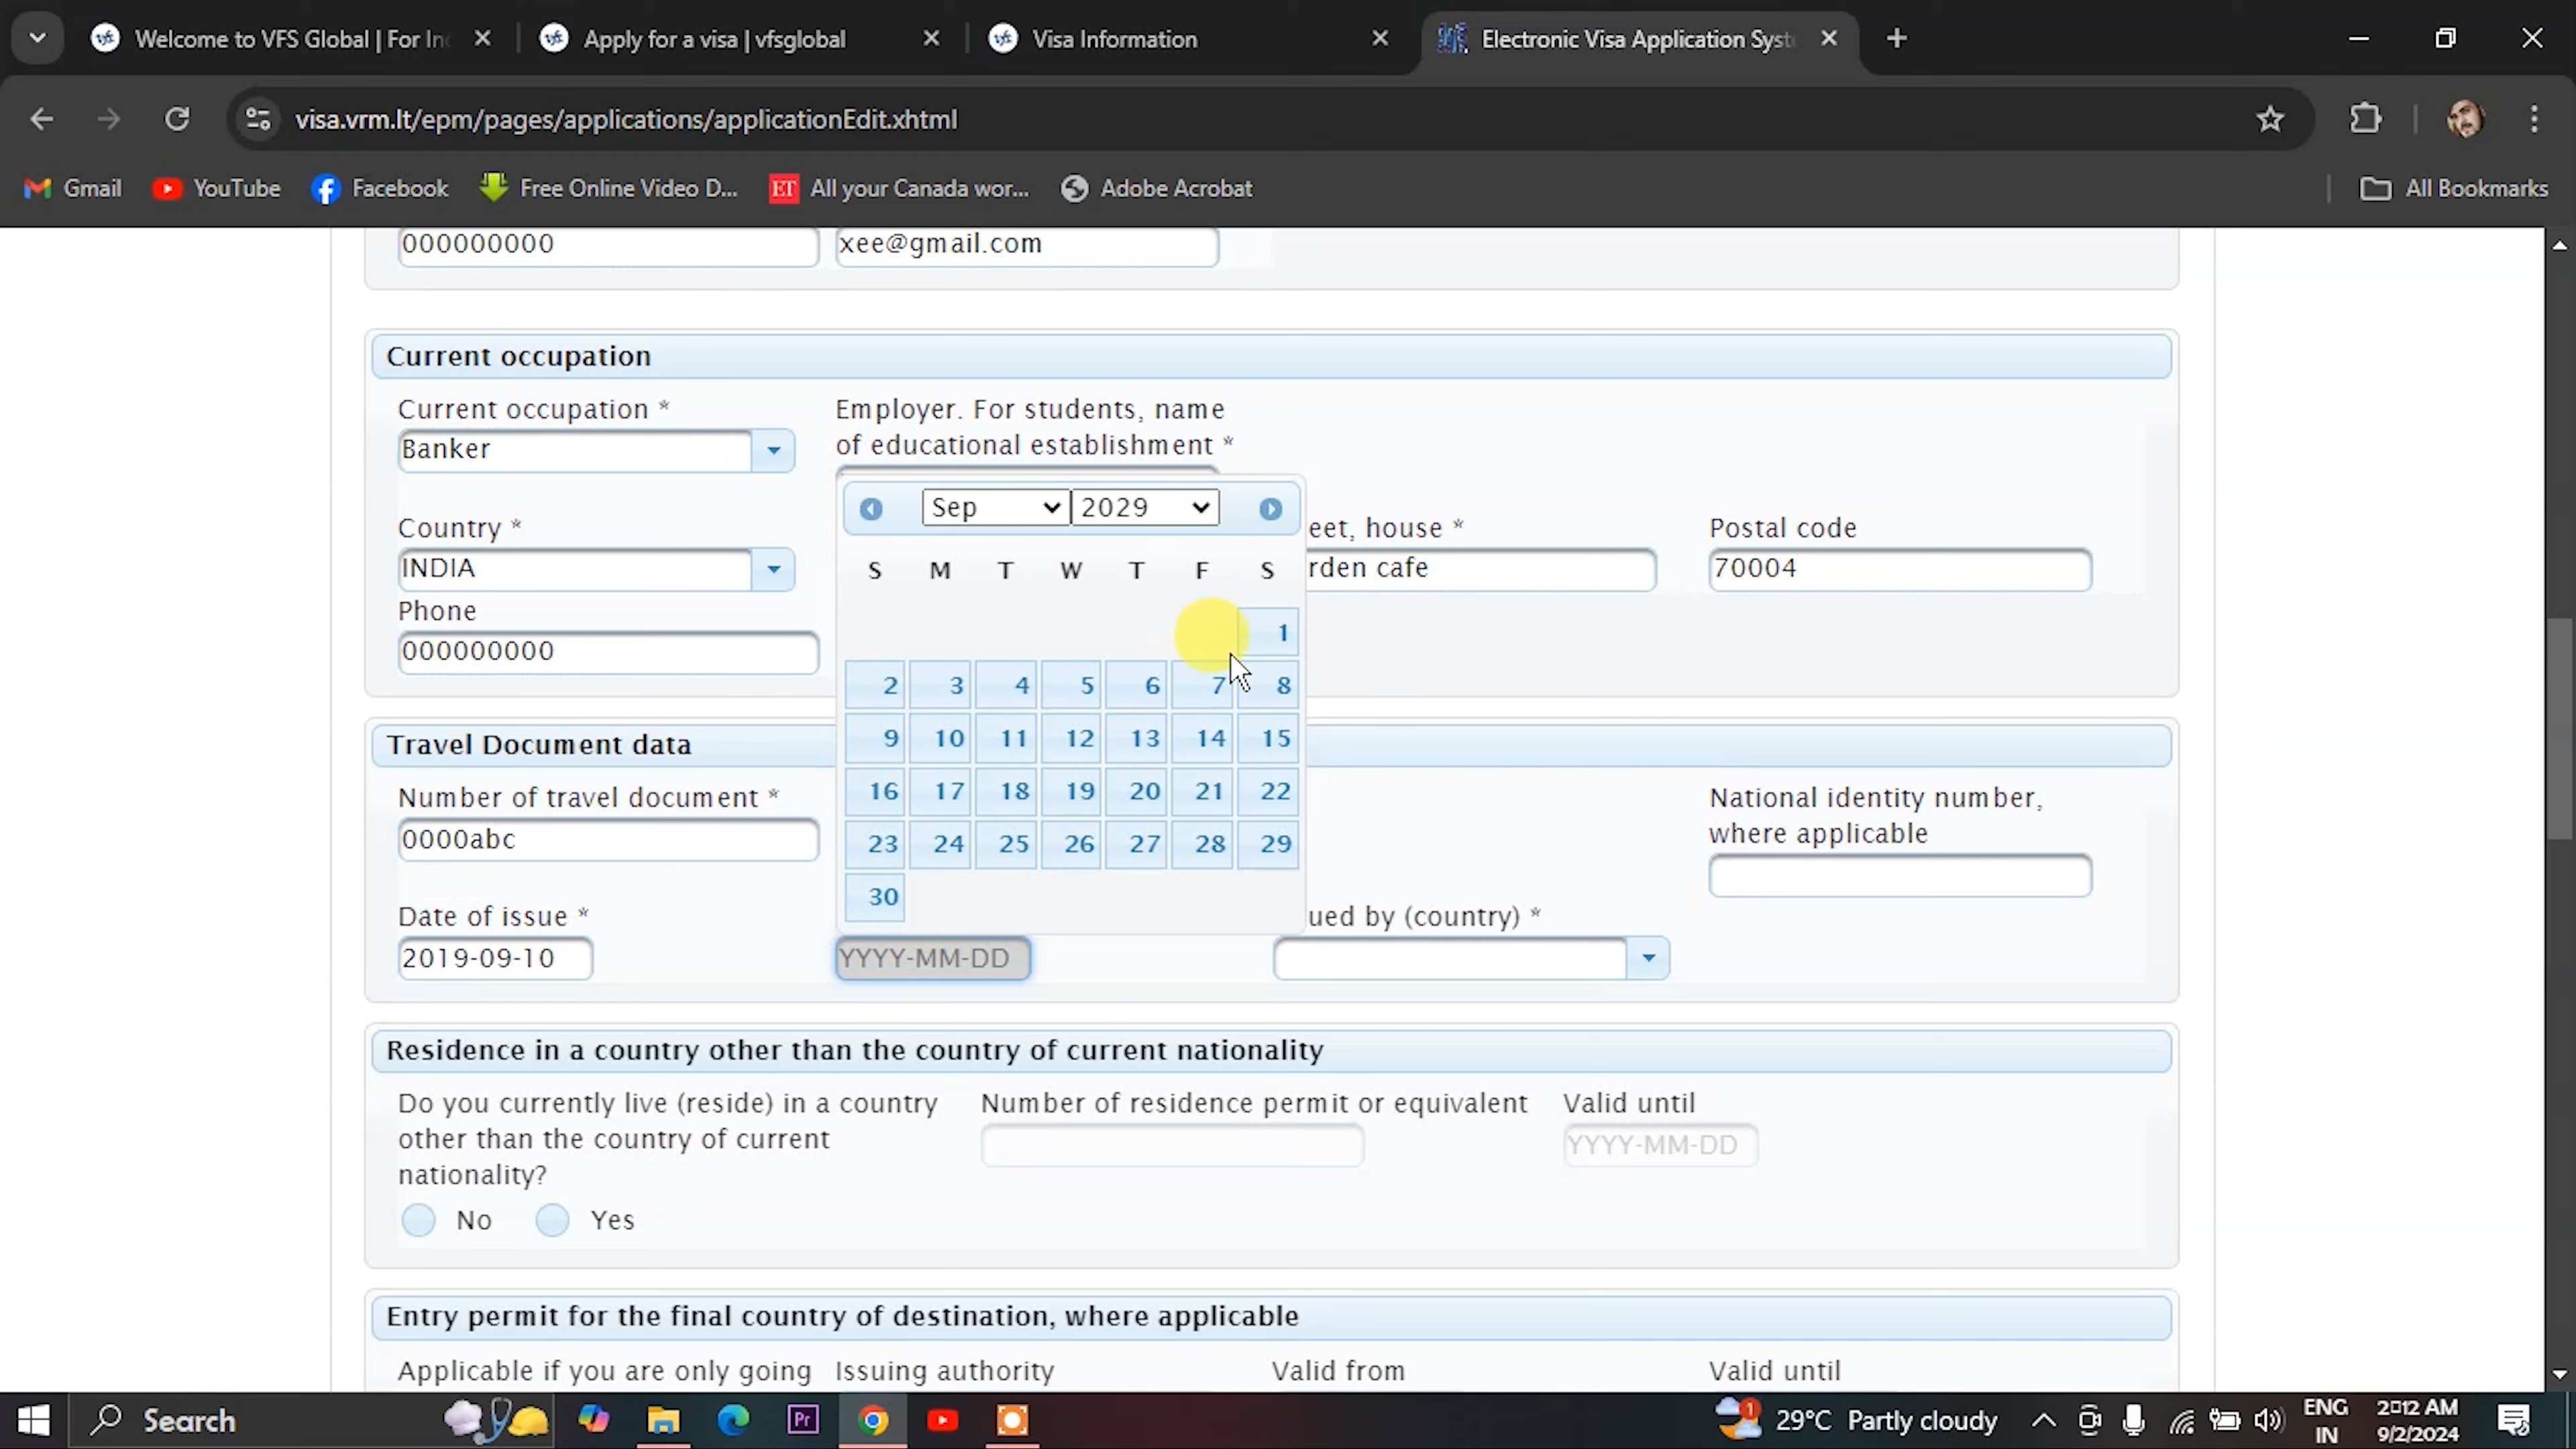 Welcome to VFS Global | For In
Apply for a visa | vfsglobal
Visa Information
Electronic Visa Application Syst
visa.vrm.lt/epm/pages/applications/applicationEdit.xhtml
Gmail YouTube Facebook Free Online Video D... ET All your Canada wor... Adobe Acrobat All Bookmarks
000000000 xee@gmail.com
Current occupation
Current occupation * Employer. For students, name
of educational establishment *
Banker
Sep 2029
Country * eet, house * Postal code
INDIA rden cafe 70004
S M T W T F S
Phone
1
000000000
2 3 4 5 6 7 8
9 10 11 12 13 14 15
Travel Document data
16 17 18 19 20 21 22
Number of travel document * National identity number,
where applicable
0000abc
23 24 25 26 27 28 29
30
Date of issue * ued by (country) *
2019-09-10 YYYY-MM-DD
Residence in a country other than the country of current nationality
Do you currently live (reside) in a country Number of residence permit or equivalent Valid until
other than the country of current YYYY-MM-DD
nationality?
No Yes
Entry permit for the final country of destination, where applicable
Applicable if you are only going Issuing authority Valid from Valid until
Search Pr 1 29°C Partly cloudy ENG 2:12 AM
IN 9/2/2024